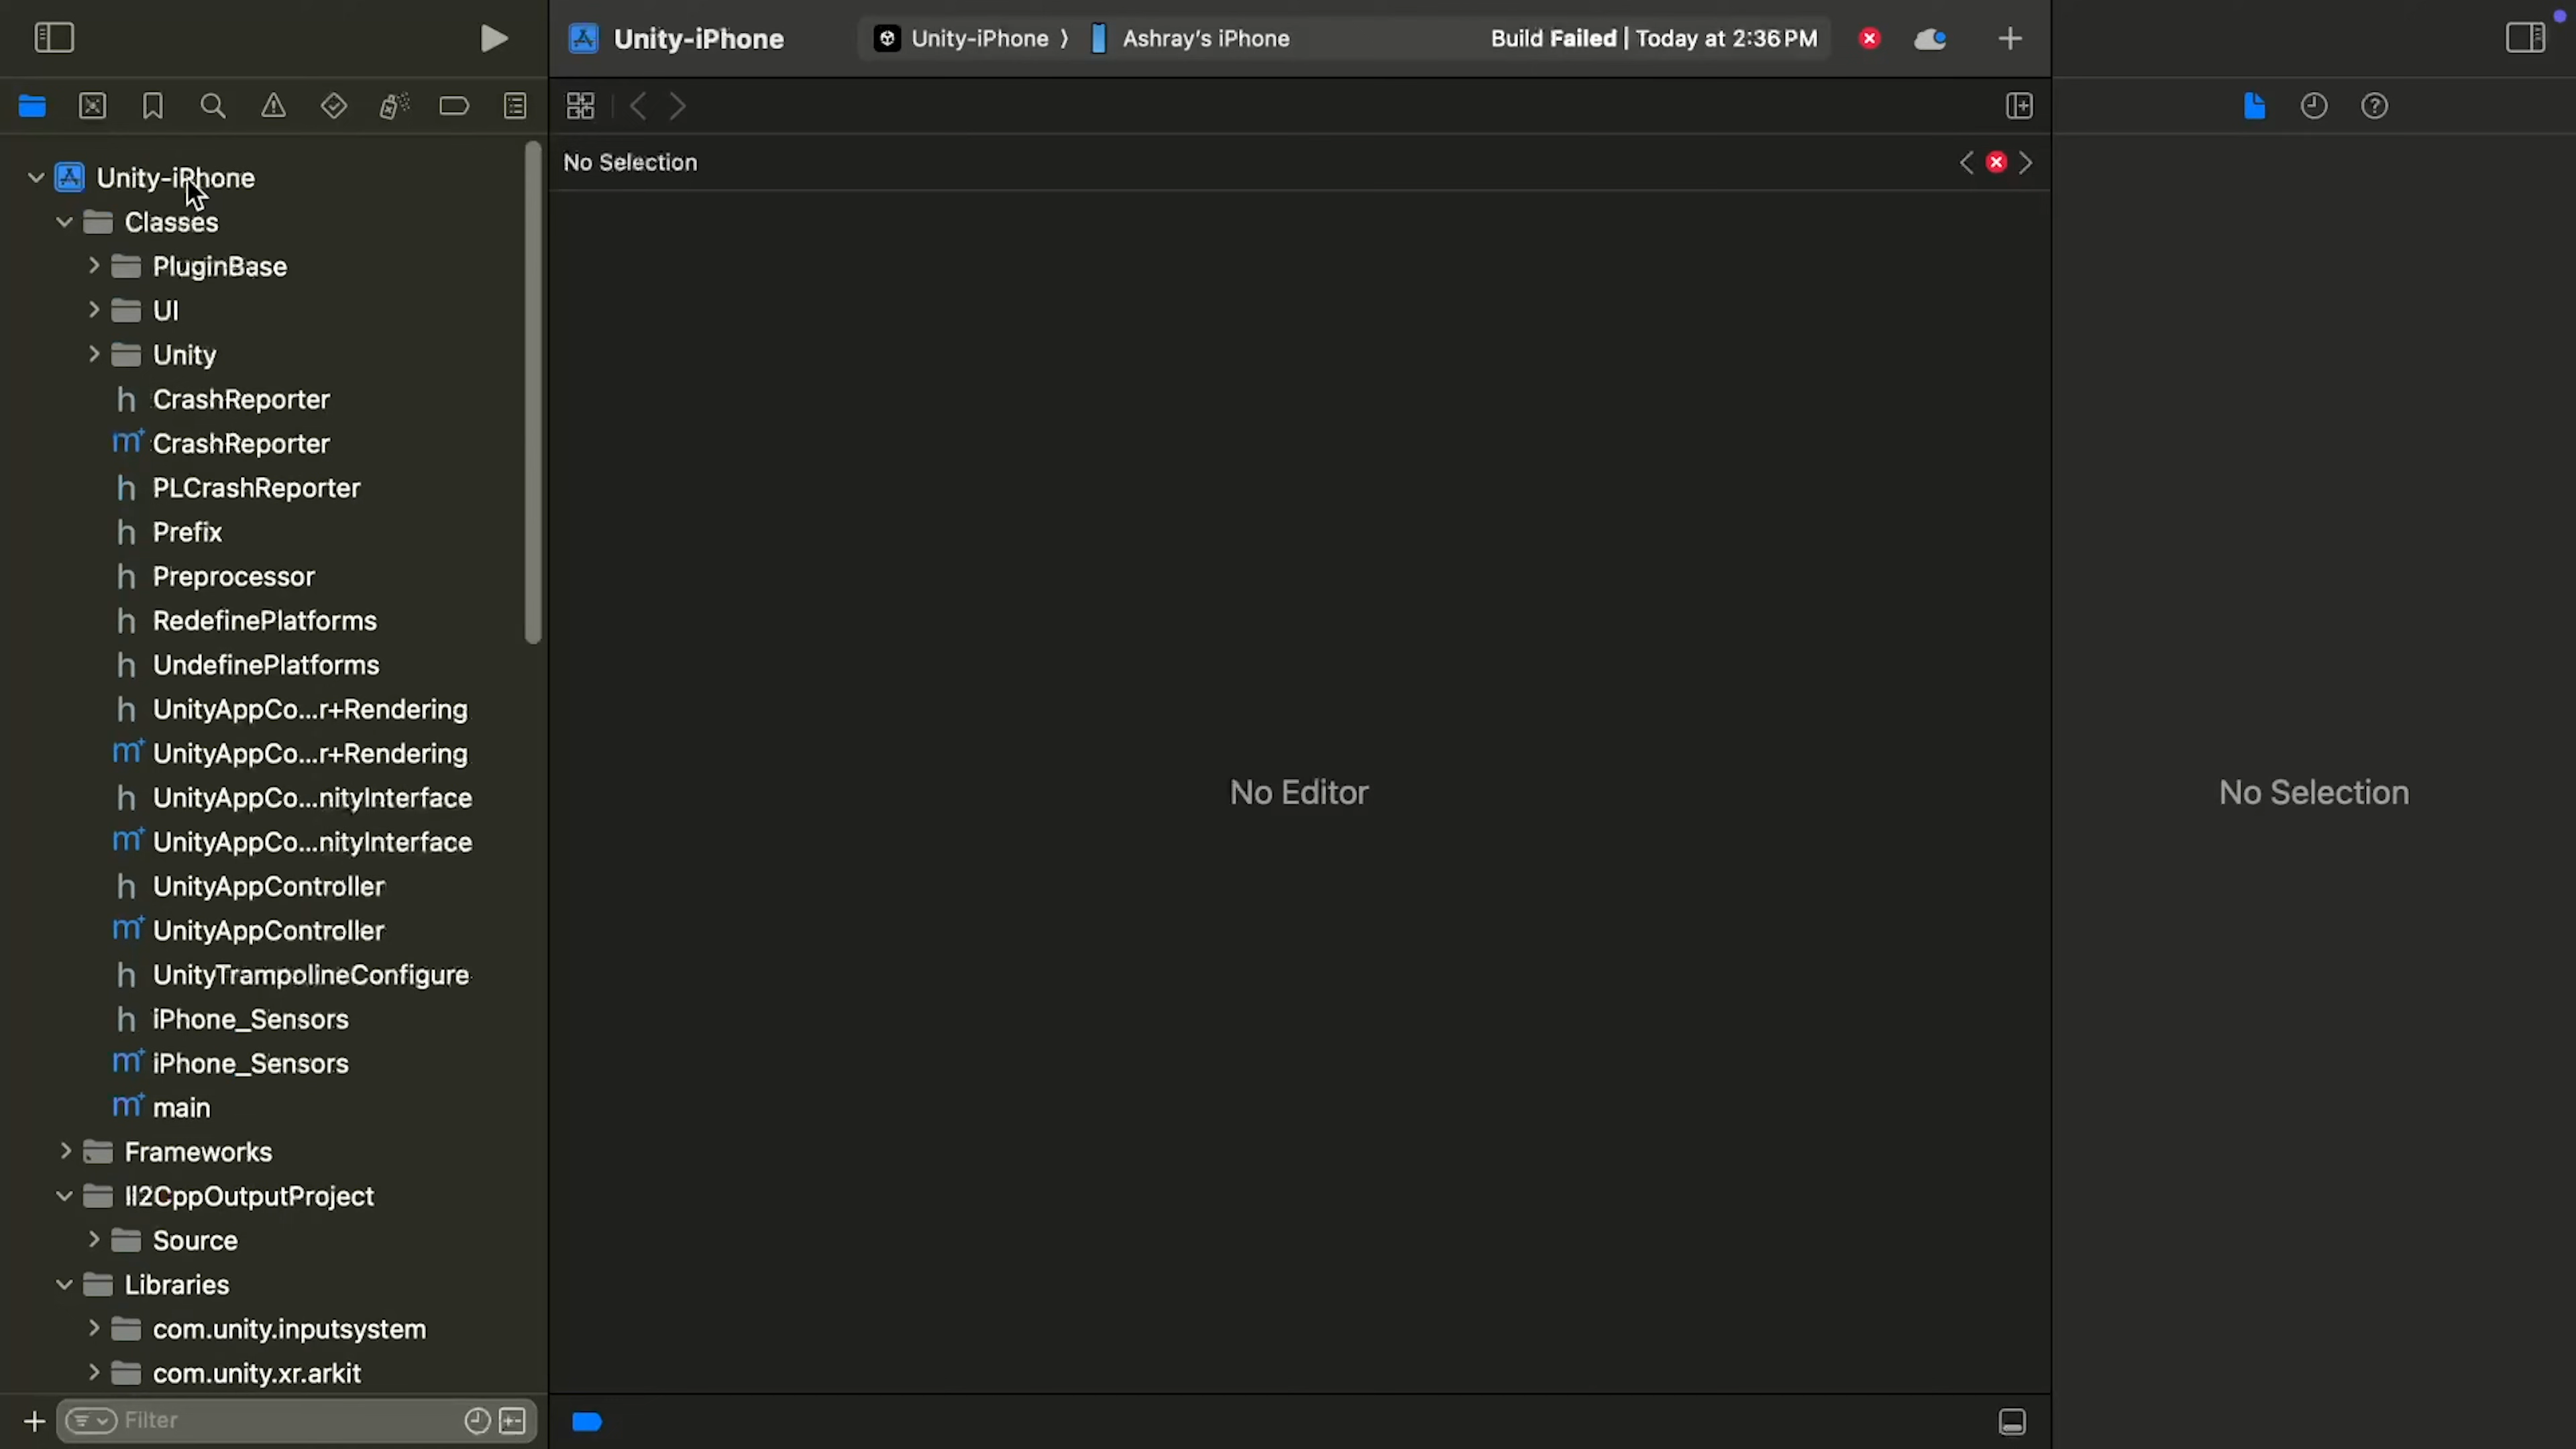 Unity-iPhone
Unity-iPhone
Ashray's iPhone
Build Failed | Today at 2:36 PM
No Selection
Unity-iPhone
Classes
PluginBase
UI
Unity
h CrashReporter
m+ CrashReporter
h PLCrashReporter
h Prefix
h Preprocessor
h RedefinePlatforms
h UndefinePlatforms
h UnityAppCo...r+Rendering
m+ UnityAppCo...r+Rendering
h UnityAppCo...nityInterface
m+ UnityAppCo...nityInterface
h UnityAppController
m+ UnityAppController
h UnityTrampolineConfigure
h iPhone_Sensors
m+ iPhone_Sensors
m+ main
Frameworks
Il2CppOutputProject
Source
Libraries
com.unity.inputsystem
com.unity.xr.arkit
Filter
No Editor
No Selection